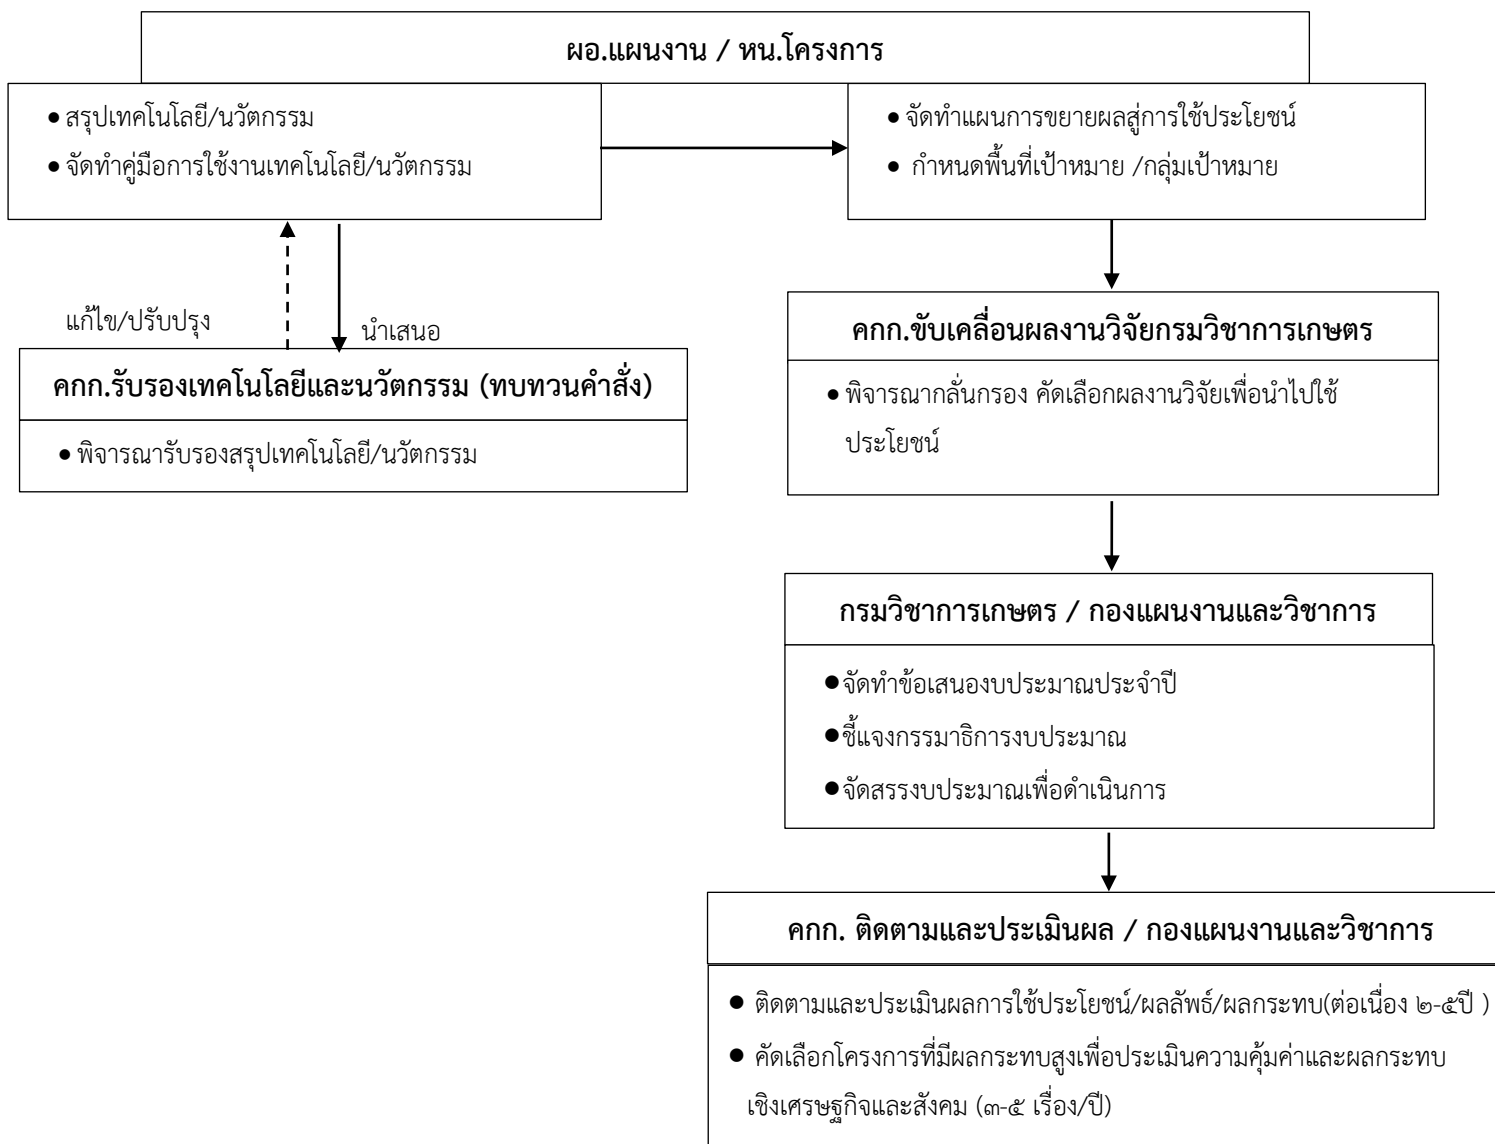 ผอ.แผนงาน / หน.โครงการ
• สรุปเทคโนโลยี/นวัตกรรม
• จัดทำคู่มือการใช้งานเทคโนโลยี/นวัตกรรม
• จัดทำแผนการขยายผลสู่การใช้ประโยชน์
• กำหนดพื้นที่เป้าหมาย /กลุ่มเป้าหมาย
แก้ไข/ปรับปรุง
นำเสนอ
คกก.รับรองเทคโนโลยีและนวัตกรรม (ทบทวนคำสั่ง)
• พิจารณารับรองสรุปเทคโนโลยี/นวัตกรรม
คกก.ขับเคลื่อนผลงานวิจัยกรมวิชาการเกษตร
• พิจารณากลั่นกรอง คัดเลือกผลงานวิจัยเพื่อนำไปใช้
ประโยชน์
กรมวิชาการเกษตร / กองแผนงานและวิชาการ
• จัดทำข้อเสนองบประมาณประจำปี
• ชี้แจงกรรมาธิการงบประมาณ
• จัดสรรงบประมาณเพื่อดำเนินการ
คกก. ติดตามและประเมินผล / กองแผนงานและวิชาการ
• ติดตามและประเมินผลการใช้ประโยชน์/ผลลัพธ์/ผลกระทบ(ต่อเนื่อง ๒-๕ปี )
• คัดเลือกโครงการที่มีผลกระทบสูงเพื่อประเมินความคุ้มค่าและผลกระทบ
เชิงเศรษฐกิจและสังคม (๓-๕ เรื่อง/ปี)